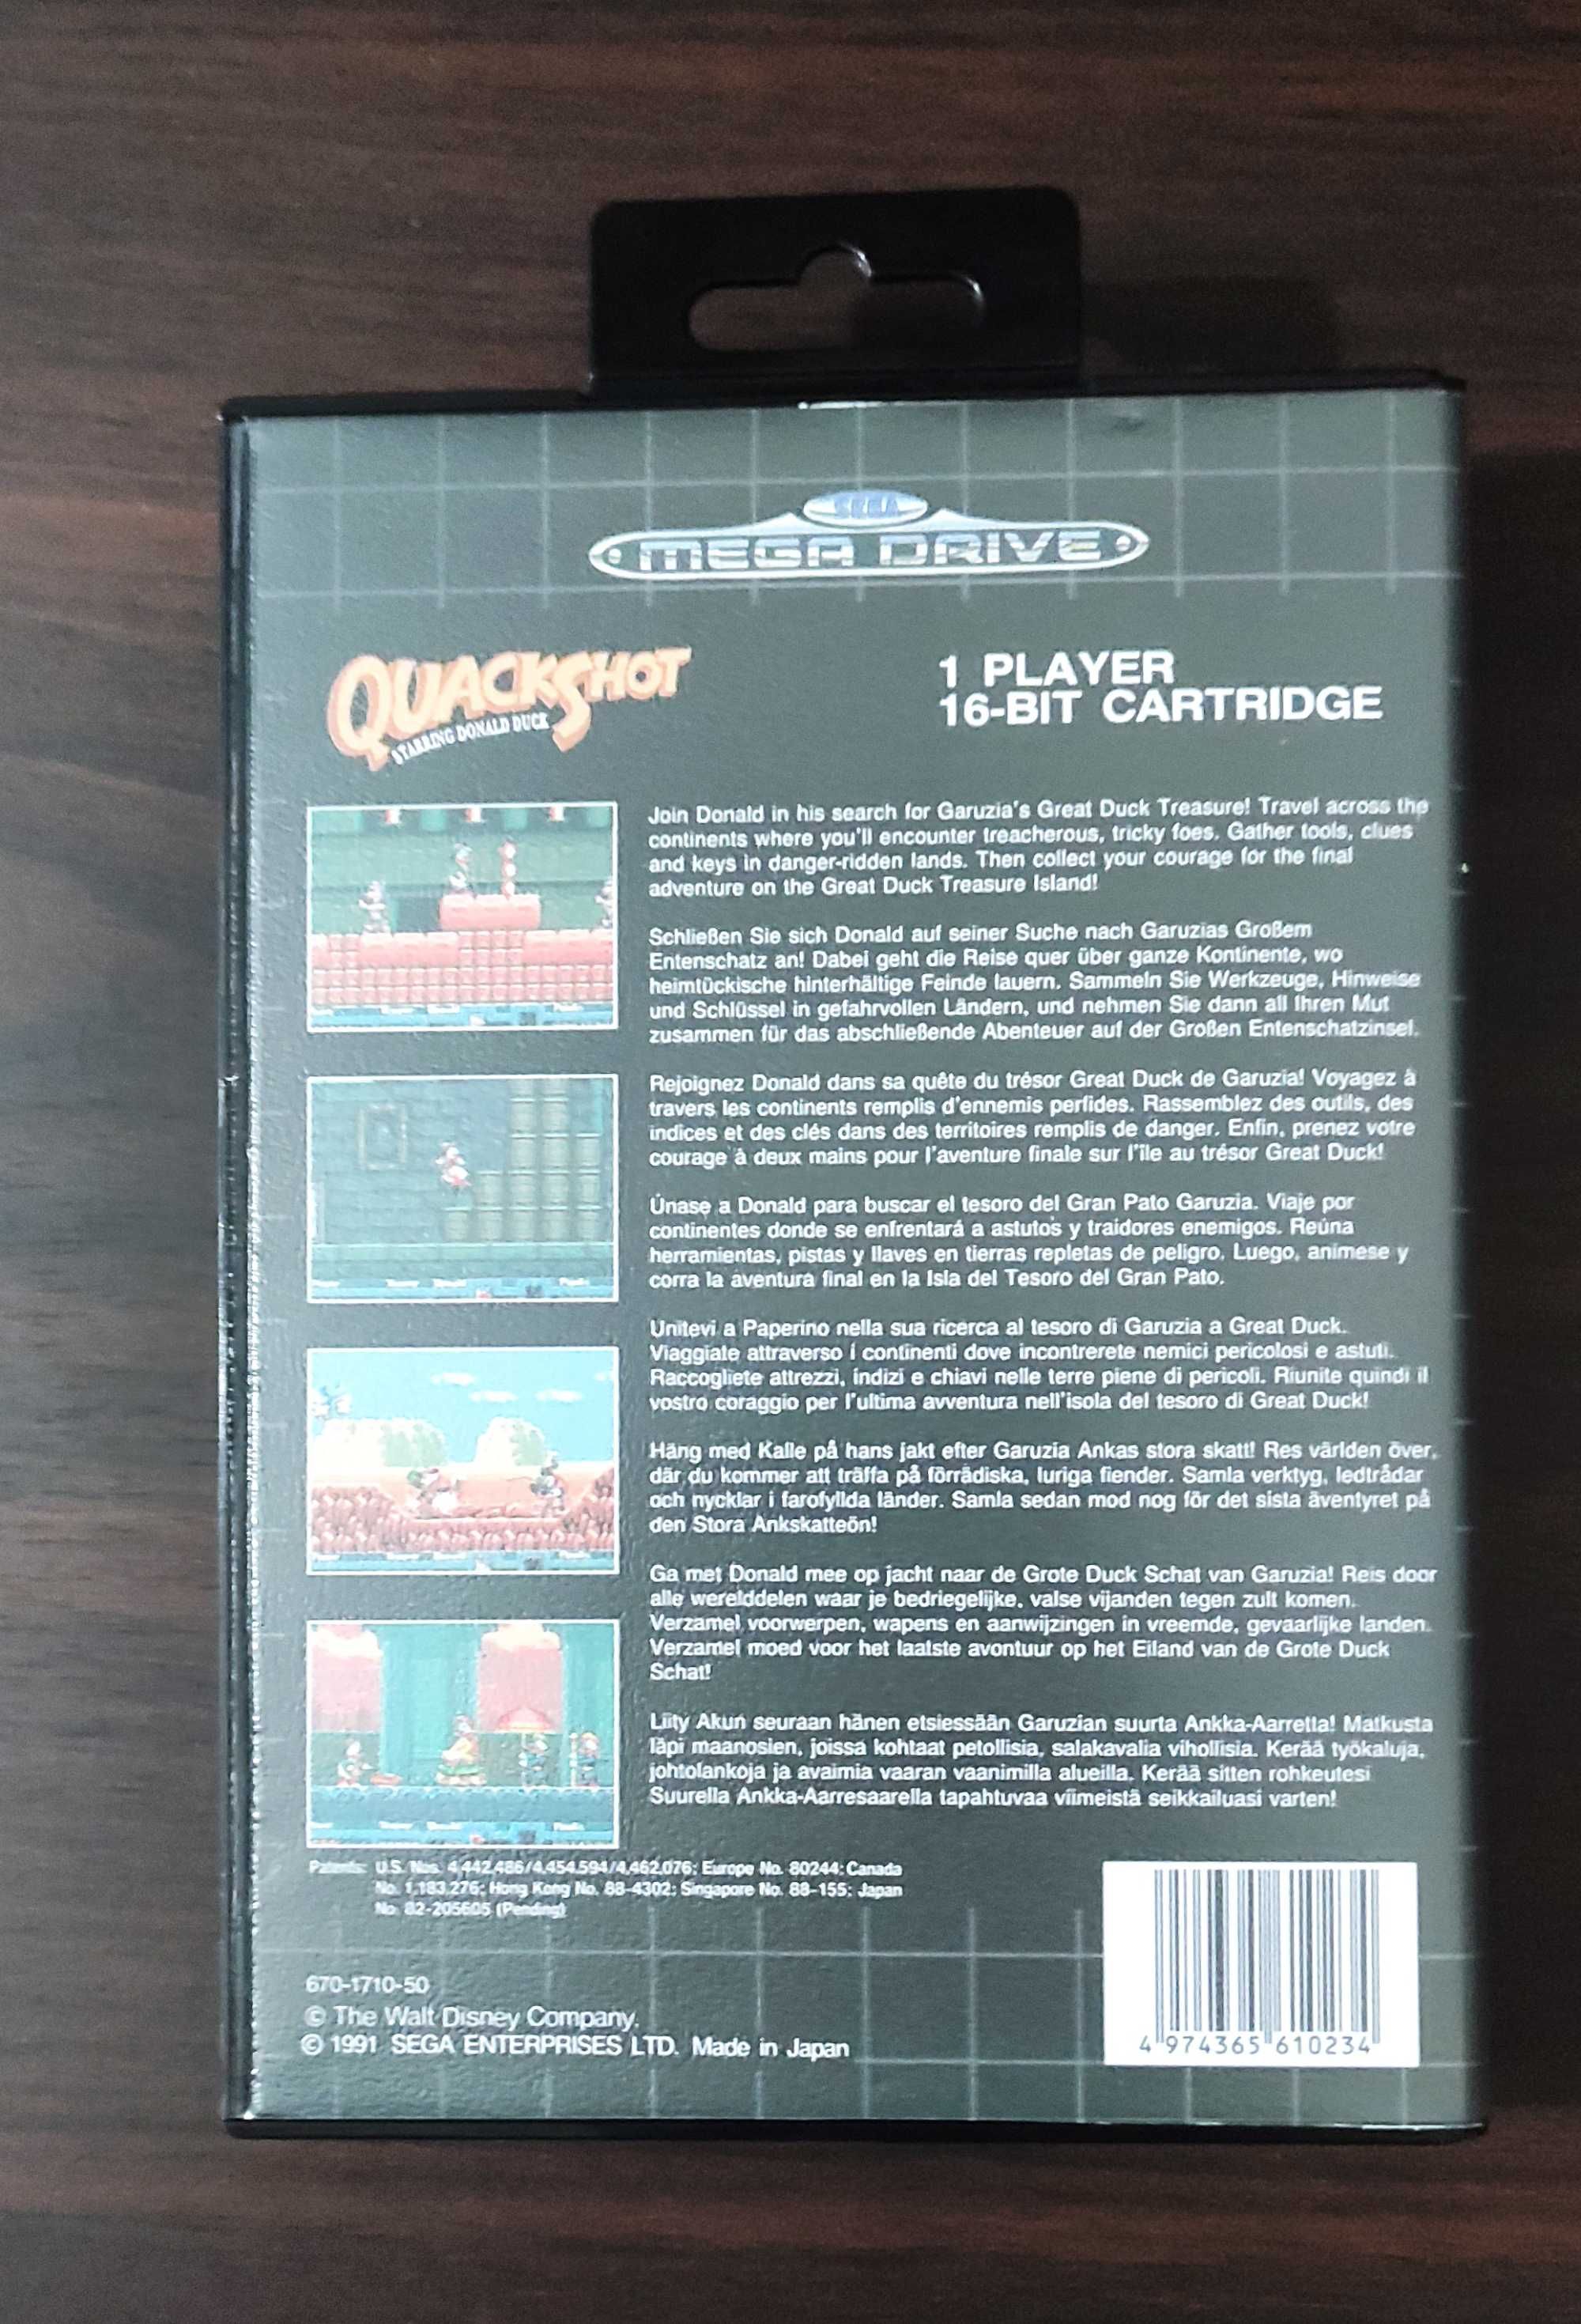 SEGA
MEGA DRIVE
QUACKSHOT
STARRING DONALD DUCK
1 PLAYER
16-BIT CARTRIDGE
Join Donald in his search for Garuzia's Great Duck Treasure! Travel across the
continents where you'll encounter treacherous, tricky foes. Gather tools, clues
and keys in danger-ridden lands. Then collect your courage for the final
adventure on the Great Duck Treasure Island!
Schließen Sie sich Donald auf seiner Suche nach Garuzias Großem
Entenschatz an! Dabei geht die Reise quer über ganze Kontinente, wo
heimtückische hinterhältige Feinde lauern. Sammeln Sie Werkzeuge, Hinweise
und Schlüssel in gefahrvollen Ländern, und nehmen Sie dann all Ihren Mut
zusammen für das abschließende Abenteuer auf der Großen Entenschatzinsel.
Rejoignez Donald dans sa quête du trésor Great Duck de Garuzia! Voyagez à
travers les continents remplis d'ennemis perfides. Rassemblez des outils, des
indices et des clés dans des territoires remplis de danger. Enfin, prenez votre
courage à deux mains pour l'aventure finale sur l'île au trésor Great Duck!
Únase a Donald para buscar el tesoro del Gran Pato Garuzia. Viaje por
continentes donde se enfrentará a astutos y traidores enemigos. Reúna
herramientas, pistas y llaves en tierras repletas de peligro. Luego, anímese y
corra la aventura final en la Isla del Tesoro del Gran Pato.
Unitevi a Paperino nella sua ricerca al tesoro di Garuzia a Great Duck.
Viaggiate attraverso i continenti dove incontrerete nemici pericolosi e astuti.
Raccogliete attrezzi, indizi e chiavi nelle terre piene di pericoli. Riunite quindi il
vostro coraggio per l'ultima avventura nell'isola del tesoro di Great Duck!
Häng med Kalle på hans jakt efter Garuzia Ankas stora skatt! Res världen över,
där du kommer att träffa på förrädiska, luriga fiender. Samla verktyg, ledtrådar
och nycklar i farofyllda länder. Samla sedan mod nog för det sista äventyret på
den Stora Ankskatteön!
Ga met Donald mee op jacht naar de Grote Duck Schat van Garuzia! Reis door
alle werelddelen waar je bedriegelijke, valse vijanden tegen zult komen.
Verzamel voorwerpen, wapens en aanwijzingen in vreemde, gevaarlijke landen.
Verzamel moed voor het laatste avontuur op het Eiland van de Grote Duck
Schat!
Liity Akun seuraan hänen etsiessään Garuzian suurta Ankka-Aarretta! Matkusta
läpi maanosien, joissa kohtaat petollisia, salakavalia vihollisia. Kerää työkaluja,
johtolankoja ja avaimia vaaran vaanimilla alueilla. Kerää sitten rohkeutesi
Suurella Ankka-Aarresaarella tapahtuvaa viimeistä seikkailuasi varten!
Patents: U.S. Nos. 4,442,486/4,454,594/4,462,076; Europe No. 80244; Canada
No. 1,183,276; Hong Kong No. 88-4302; Singapore No. 88-155; Japan
No. 82-205605 (Pending)
670-1710-50
© The Walt Disney Company.
© 1991 SEGA ENTERPRISES LTD. Made in Japan
4 974365 610234